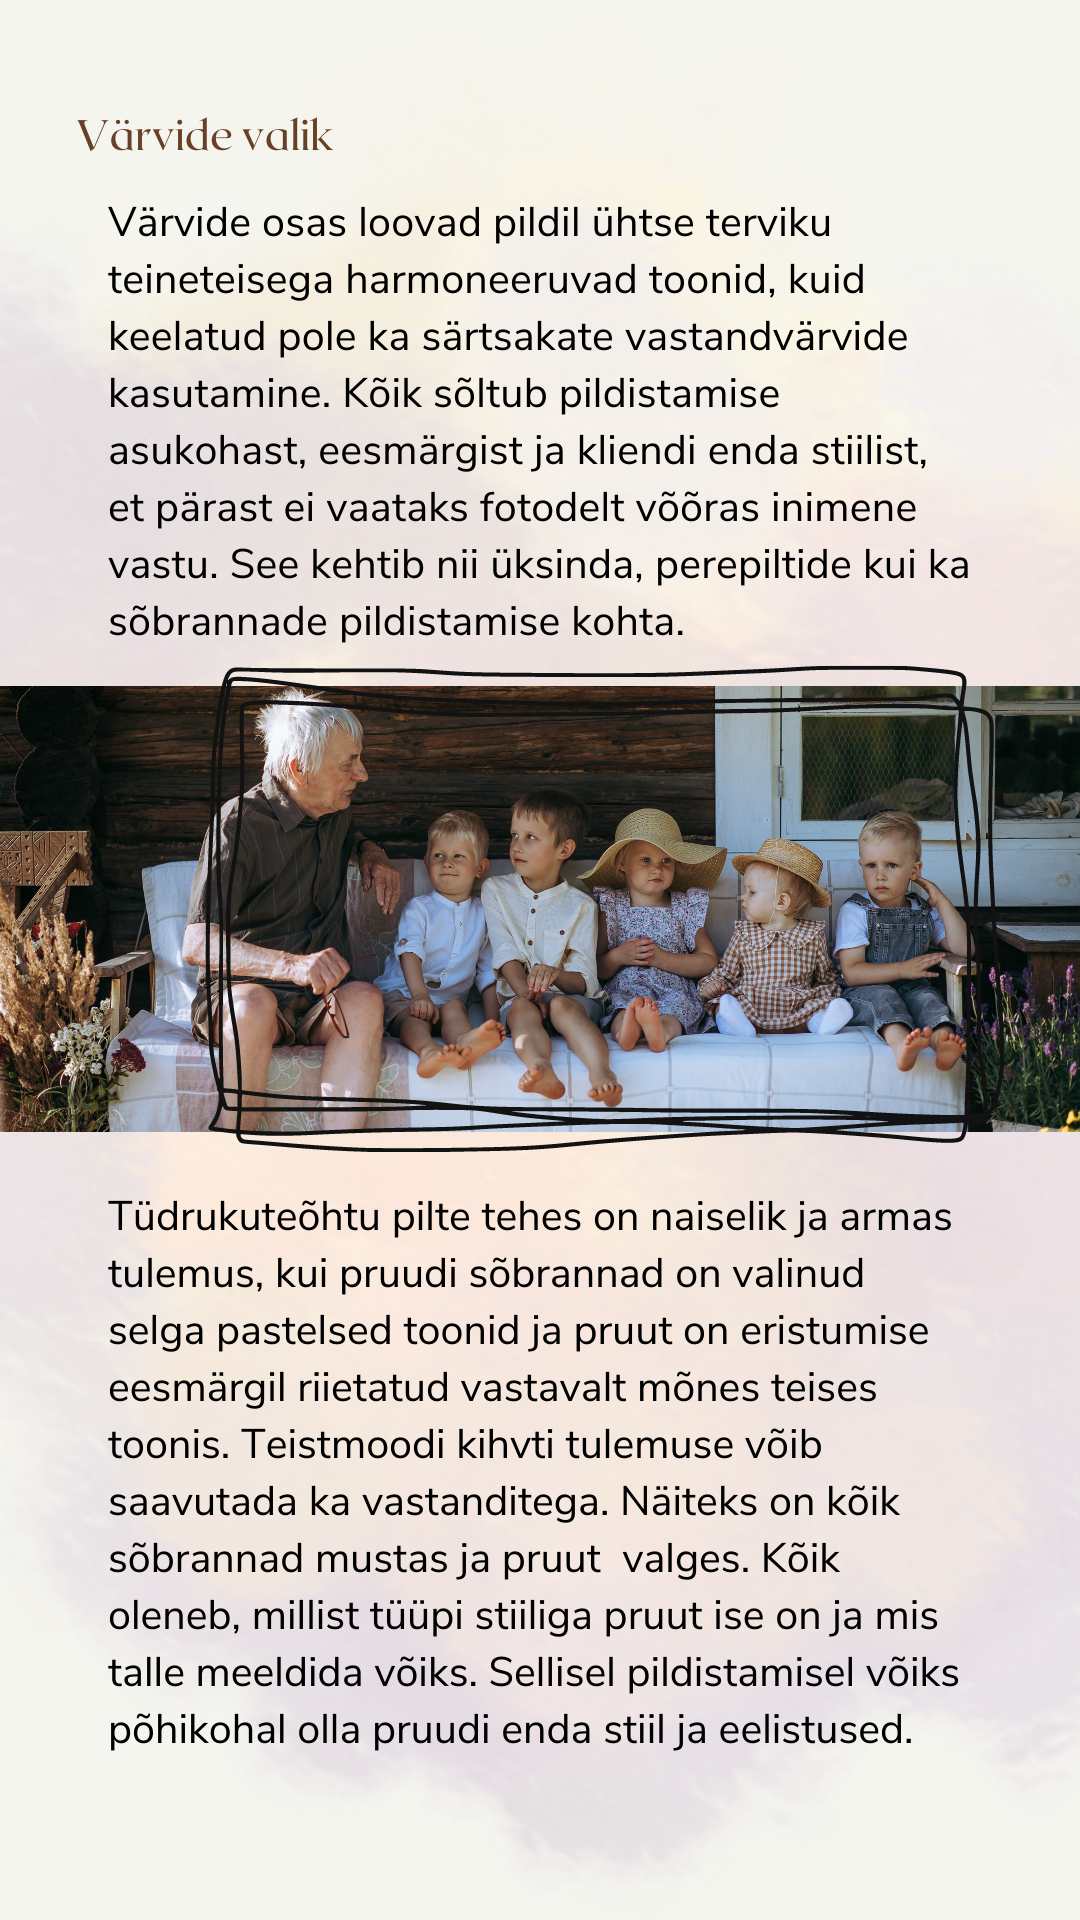 Värvide valik
Värvide osas loovad pildil ühtse terviku
teineteisega harmoneeruvad toonid, kuid
keelatud pole ka särtsakate vastandvärvide
kasutamine. Kõik sõltub pildistamise
asukohast, eesmärgist ja kliendi enda stiilist,
et pärast ei vaataks fotodelt võõras inimene
vastu. See kehtib nii üksinda, perepiltide kui ka
sõbrannade pildistamise kohta.
Tüdrukuteõhtu pilte tehes on naiselik ja armas
tulemus, kui pruudi sõbrannad on valinud
selga pastelsed toonid ja pruut on eristumise
eesmärgil riietatud vastavalt mõnes teises
toonis. Teistmoodi kihvti tulemuse võib
saavutada ka vastanditega. Näiteks on kõik
sõbrannad mustas ja pruut  valges. Kõik
oleneb, millist tüüpi stiiliga pruut ise on ja mis
talle meeldida võiks. Sellisel pildistamisel võiks
põhikohal olla pruudi enda stiil ja eelistused.